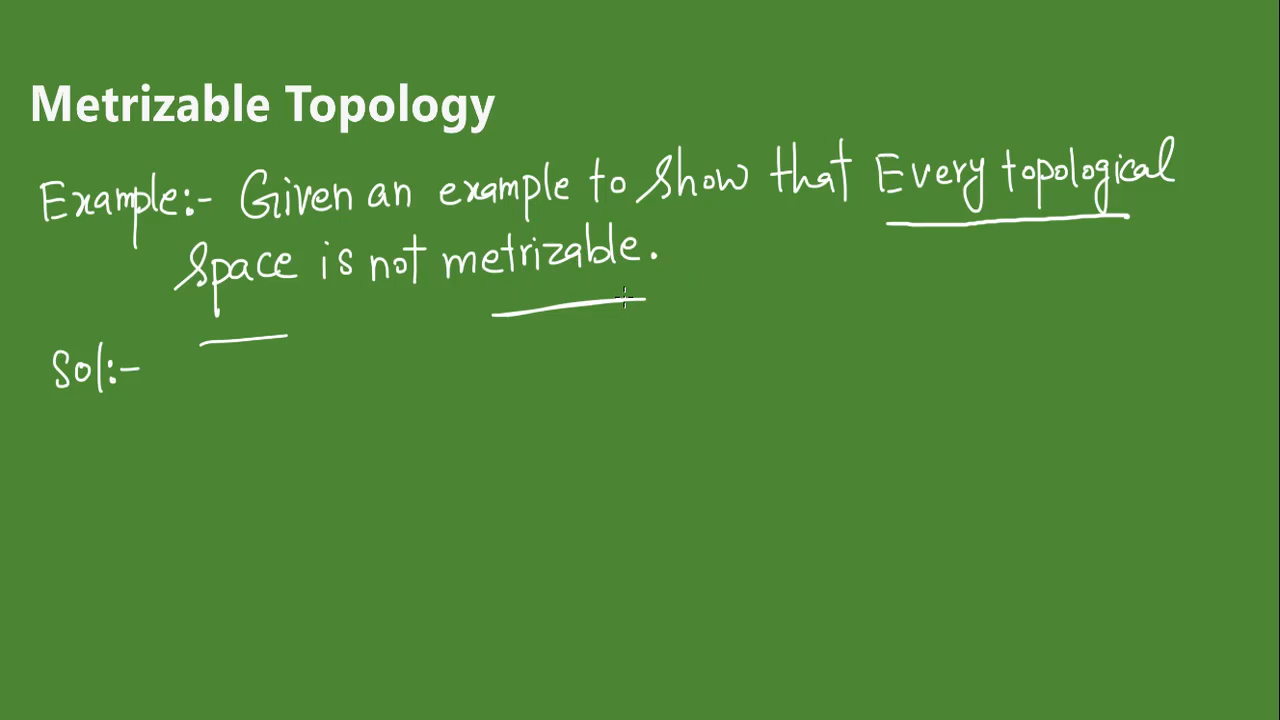 Metrizable Topology
Example:- Given an example to show that Every topological
space is not metrizable.
Sol:-